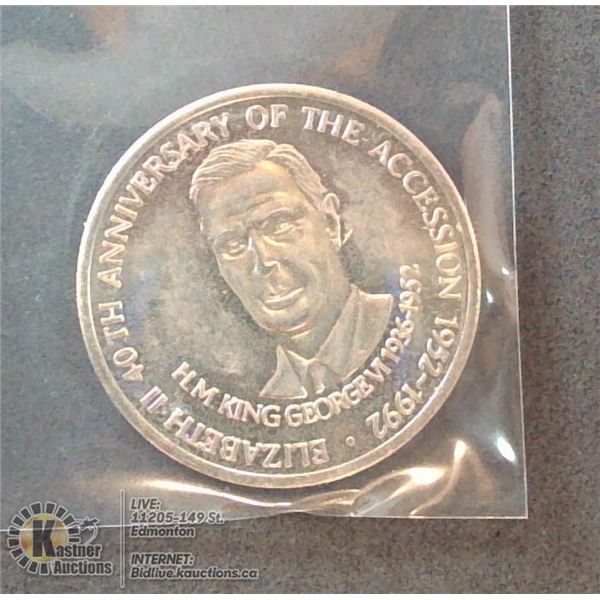 ELIZABETH II 40TH ANNIVERSARY OF THE ACCESSION 1952-1992 •
H.M. KING GEORGE VI 1936-1952
Kastner
Auctions
LIVE:
11205-149 St.
Edmonton
INTERNET:
Bidlive.kauctions.ca